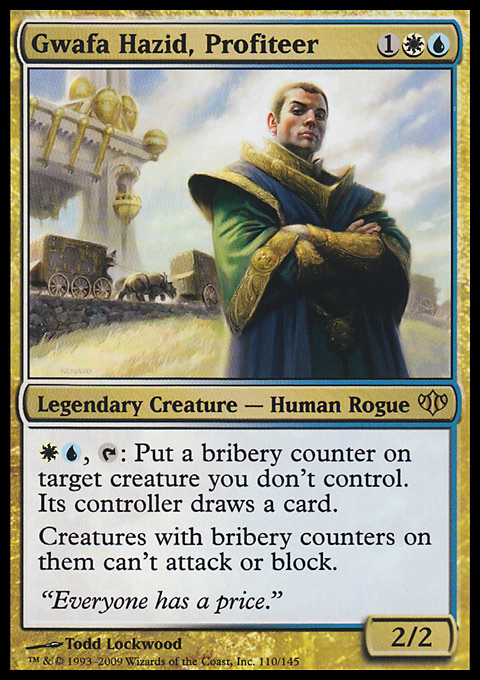 Gwafa Hazid, Profiteer 1
Legendary Creature — Human Rogue
: Put a bribery counter on
target creature you don't control.
Its controller draws a card.
Creatures with bribery counters on
them can't attack or block.
"Everyone has a price."
2/2
Todd Lockwood
™ & © 1993–2009 Wizards of the Coast, Inc. 110/145